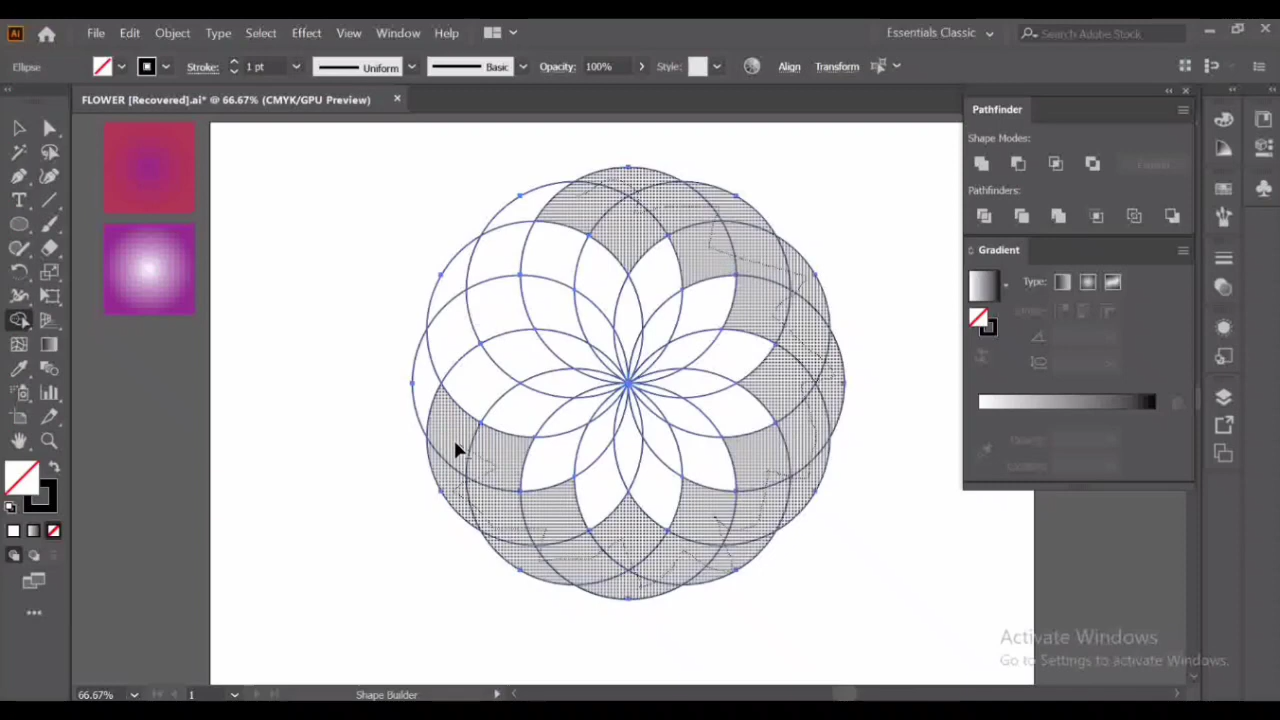 Ai File Edit Object Type Select Effect View Window Help Essentials Classic Search Adobe Stock
Ellipse Stroke: 1 pt Uniform Basic Opacity: 100% Style: Align Transform
FLOWER [Recovered].ai* @ 66.67% (CMYK/GPU Preview)
Pathfinder
Shape Modes:
Pathfinders:
Gradient
Type:
Activate Windows
Go to Settings to activate Windows.
66.67% 1 Shape Builder